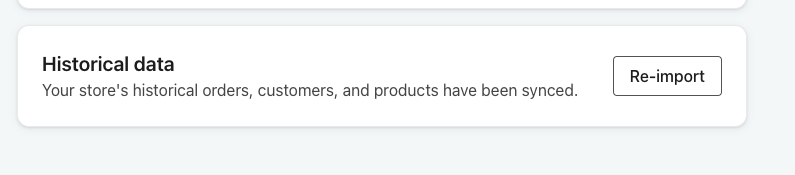 Historical data
Your store's historical orders, customers, and products have been synced.
Re-import